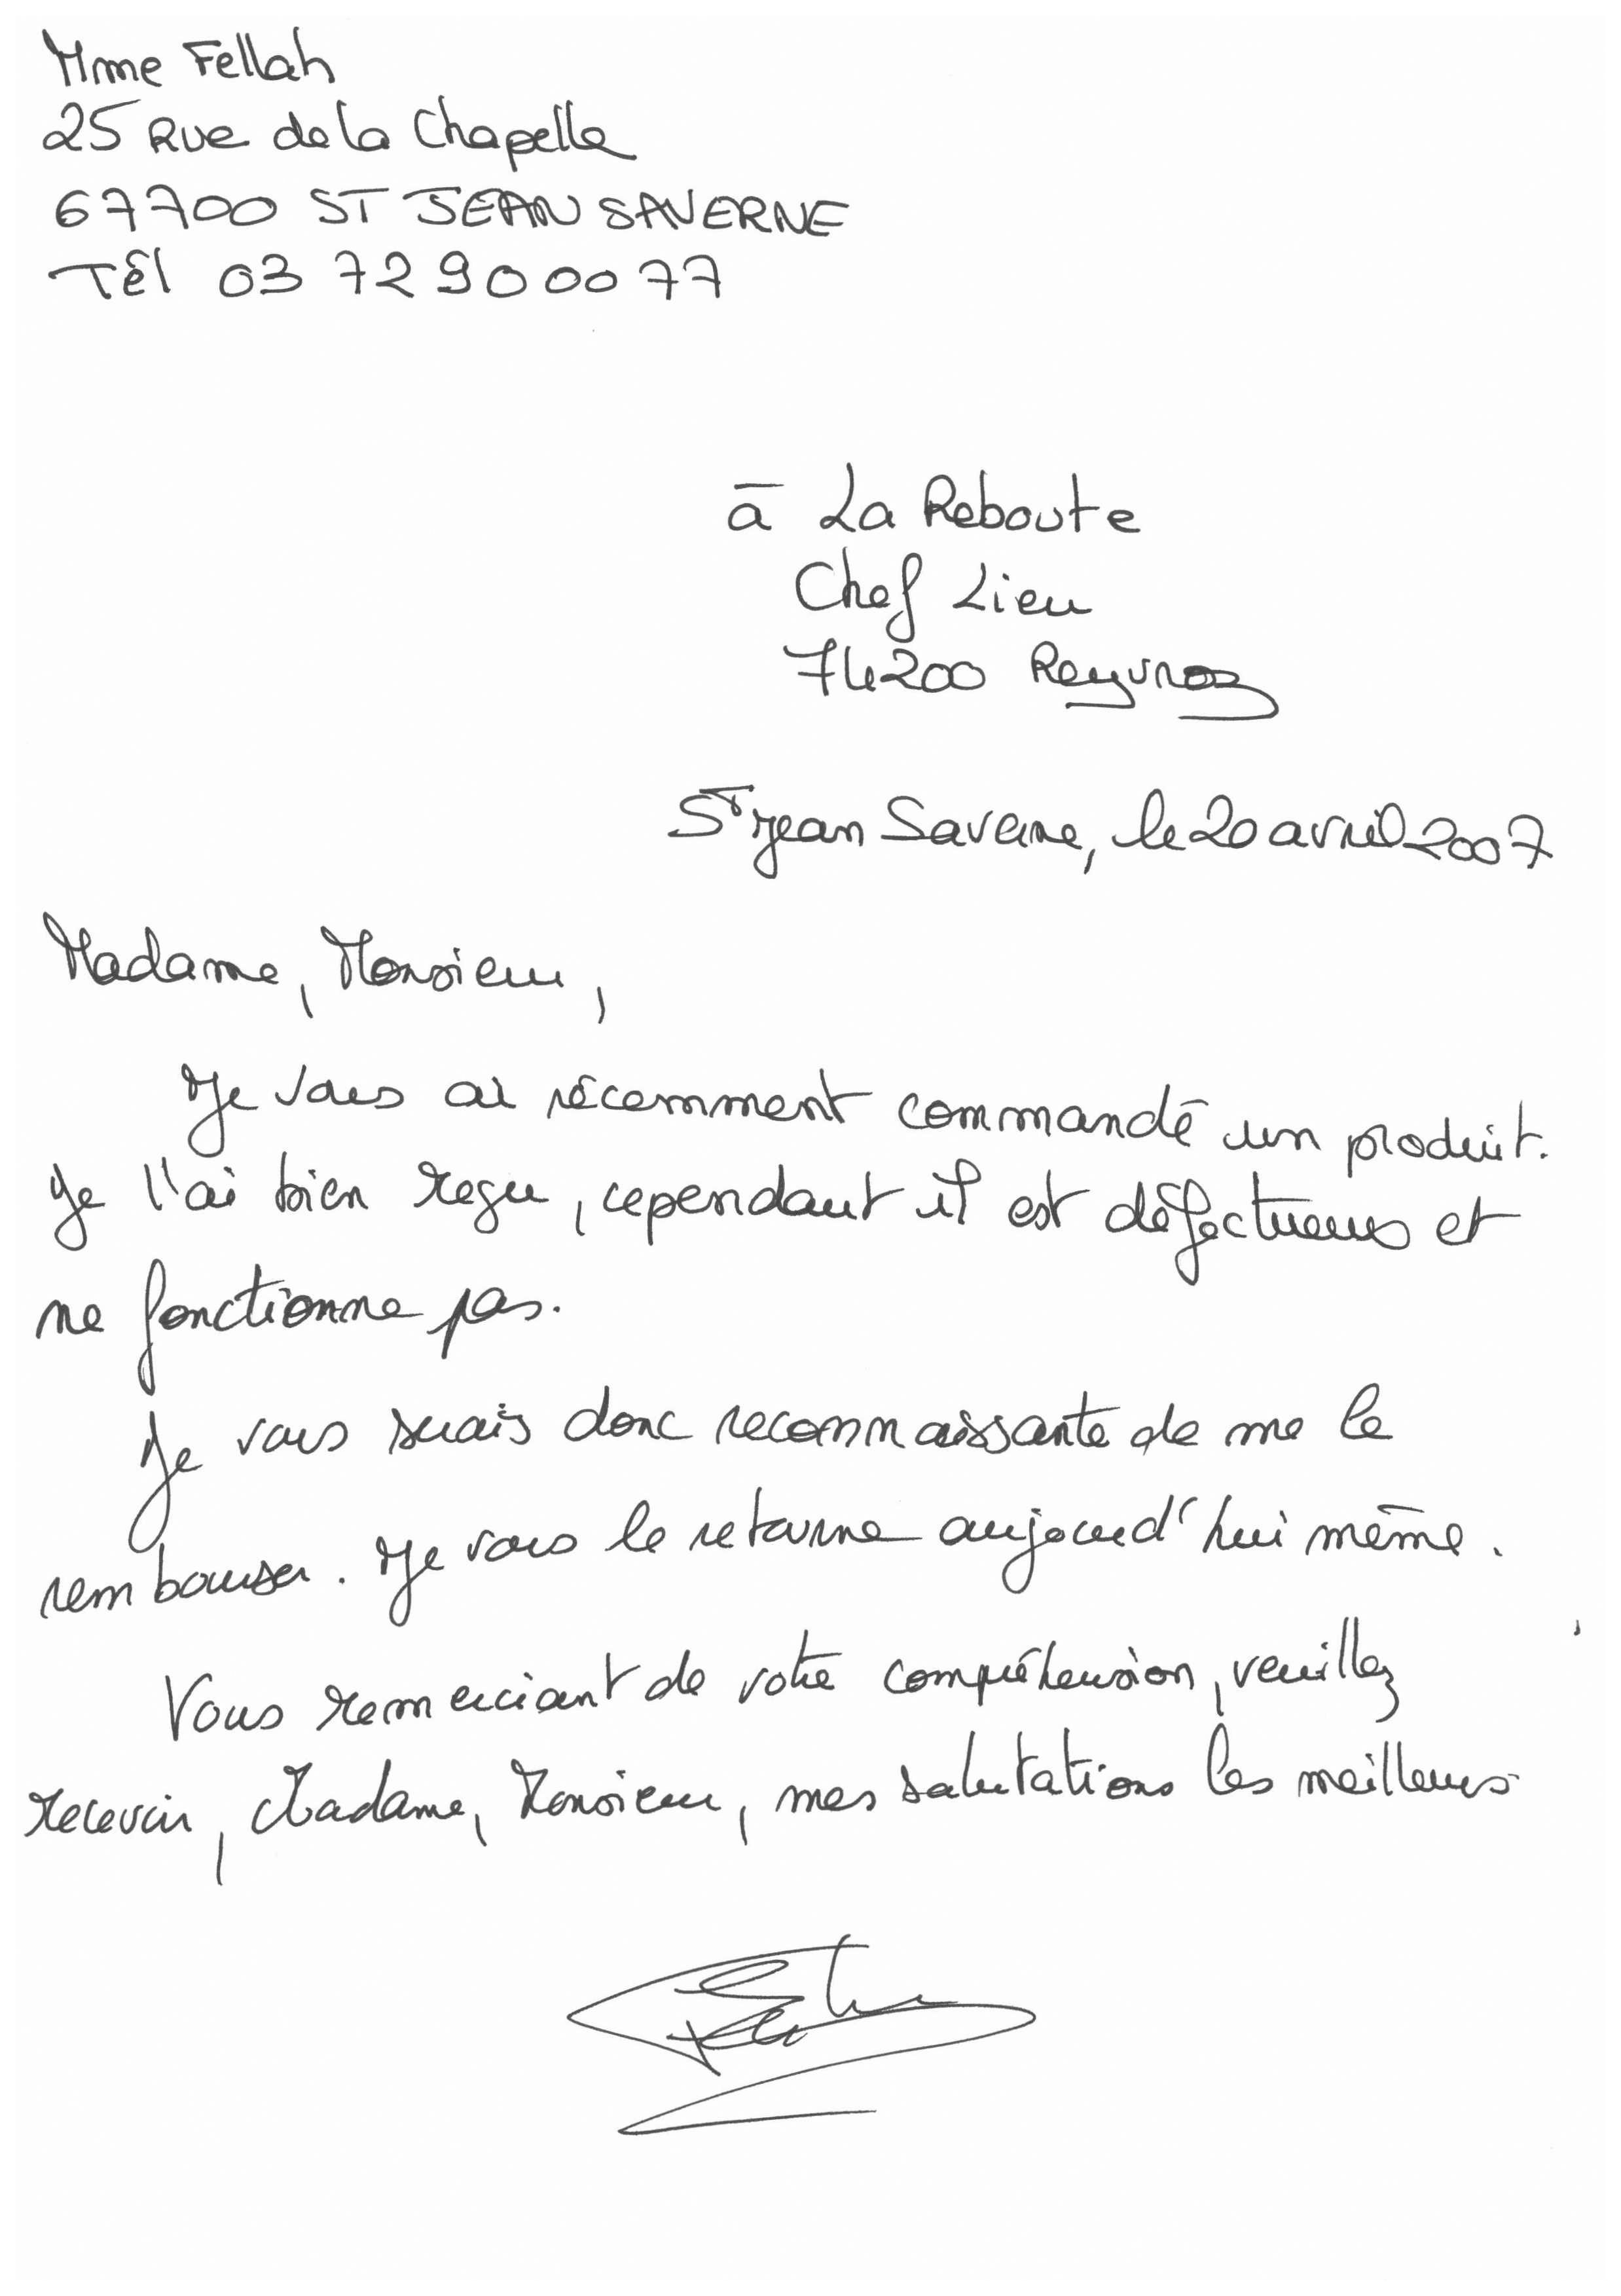 Mme Fellah
25 Rue de la Chapelle
67700 ST JEAN SAVERNE
Tél 03 72 90 00 77
à La Reboute
Chef Lieu
74200 Reyvroz
St Jean Saverne, le 20 avril 2007
Madame, Monsieur,
Je vous ai récemment commandé un produit.
Je l'ai bien reçu, cependant il est défectueux et
ne fonctionne pas.
Je vous serais donc reconnaissante de me le
rembourser. Je vous le retourne aujourd'hui même.
Vous remerciant de votre compréhension, veuillez
recevoir, Madame, Monsieur, mes salutations les meilleures